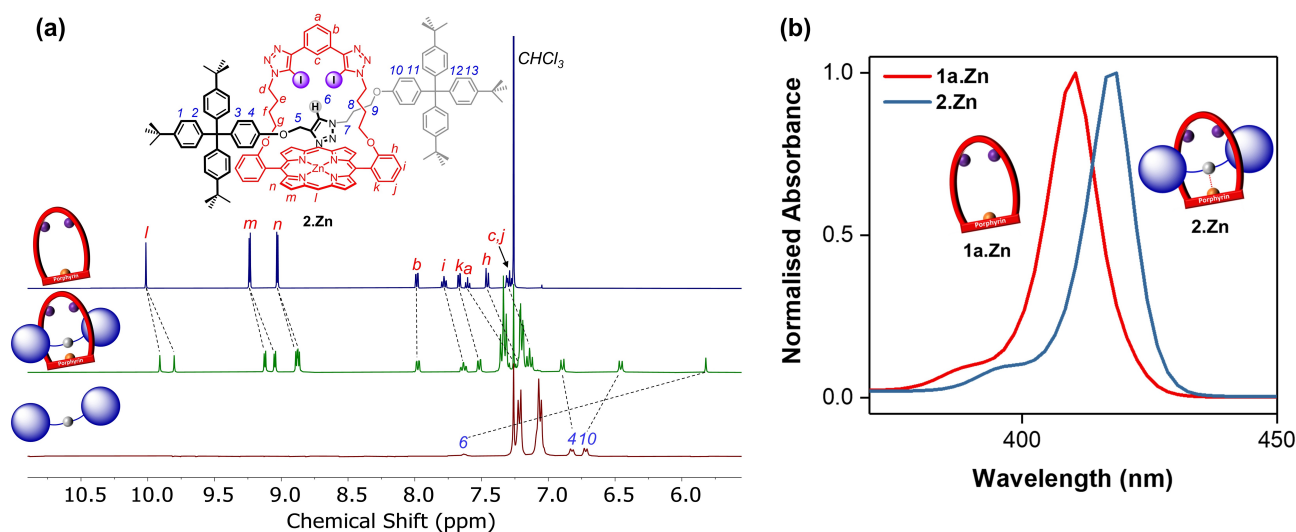 (a)
a
b
c
N
N
N
N
N
N
I
I
d
e
f
g
6
H
8
7
9
10
11
12
13
1
2
3
4
5
O
O
O
O
N
N
N
N
N
N
N
Zn
h
i
j
k
l
m
n
2.Zn
CHCl3
l
m
n
b
i
k
a
h
c,j
Porphyrin
Porphyrin
6
4
10
10.5
10.0
9.5
9.0
8.5
8.0
7.5
7.0
6.5
6.0
Chemical Shift (ppm)
(b)
1a.Zn
2.Zn
Porphyrin
1a.Zn
Porphyrin
2.Zn
1.0
0.5
0.0
Normalised Absorbance
400
450
Wavelength (nm)